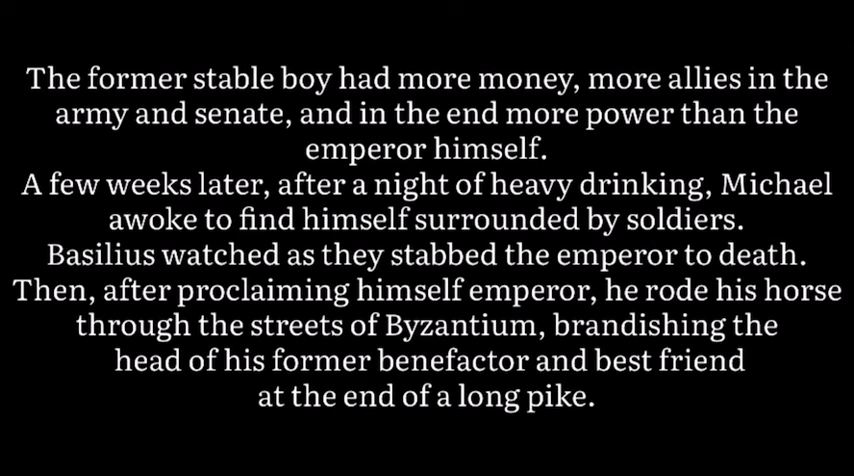 The former stable boy had more money, more allies in the
army and senate, and in the end more power than the
emperor himself.
A few weeks later, after a night of heavy drinking, Michael
awoke to find himself surrounded by soldiers.
Basilius watched as they stabbed the emperor to death.
Then, after proclaiming himself emperor, he rode his horse
through the streets of Byzantium, brandishing the
head of his former benefactor and best friend
at the end of a long pike.